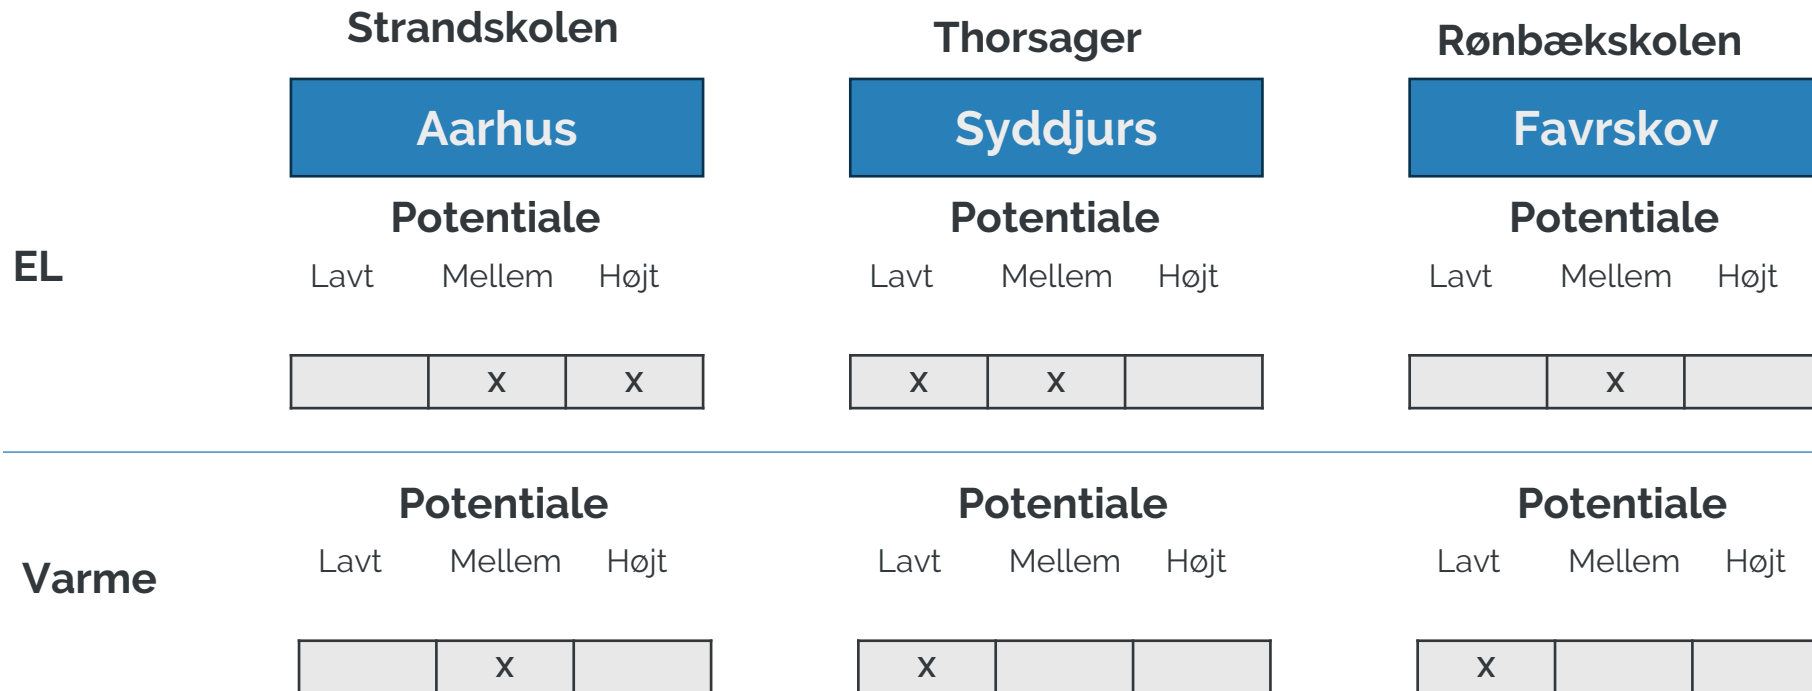 Strandskolen Thorsager Rønbækskolen
Aarhus Syddjurs Favrskov
Potentiale Potentiale Potentiale
EL
Lavt Mellem Højt Lavt Mellem Højt Lavt Mellem Højt
x x x x x
Potentiale Potentiale Potentiale
Lavt Mellem Højt Lavt Mellem Højt Lavt Mellem Højt
Varme
x x x